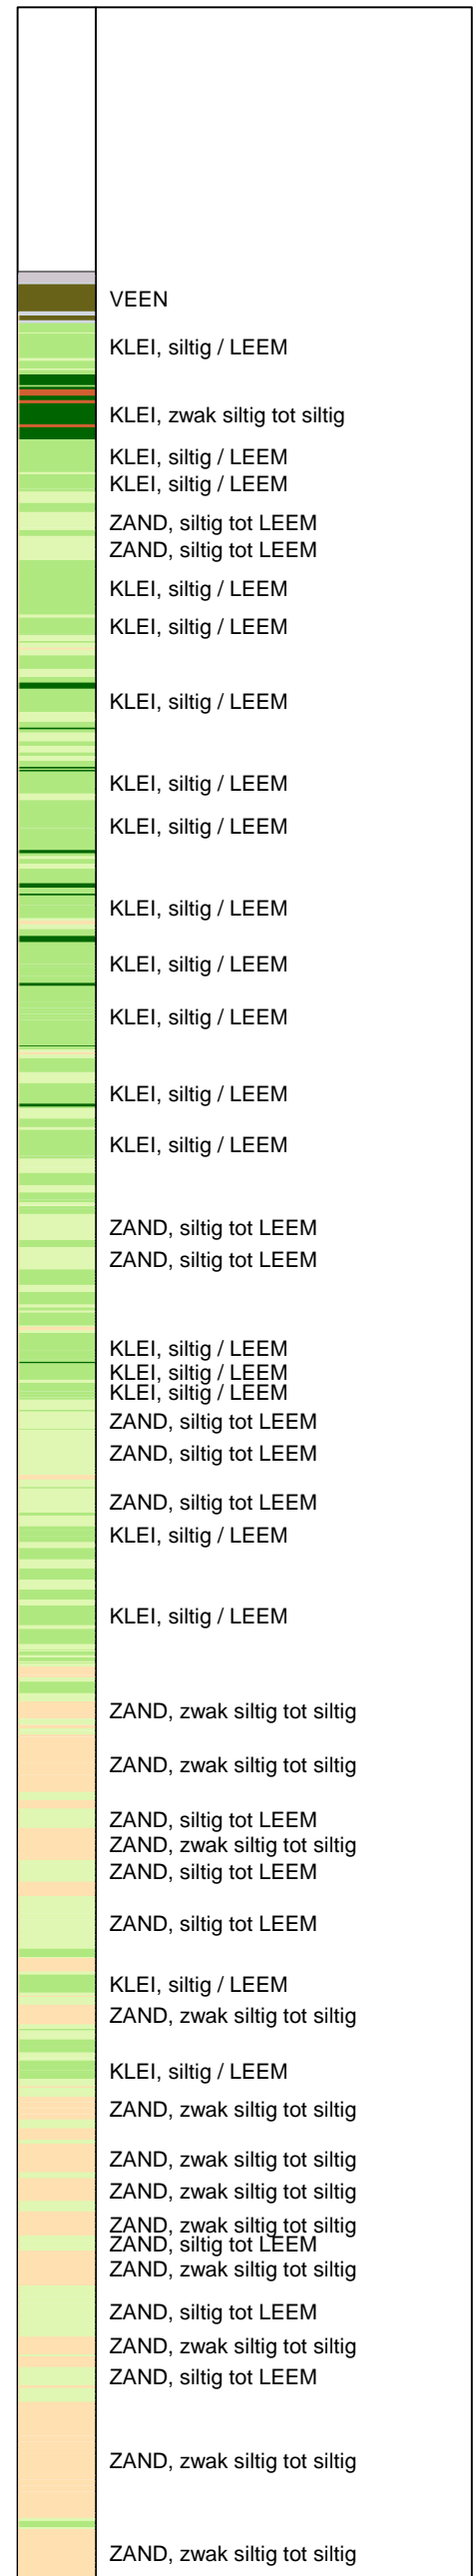 VEEN
KLEI, siltig / LEEM
KLEI, zwak siltig tot siltig
KLEI, siltig / LEEM
KLEI, siltig / LEEM
ZAND, siltig tot LEEM
ZAND, siltig tot LEEM
KLEI, siltig / LEEM
KLEI, siltig / LEEM
KLEI, siltig / LEEM
KLEI, siltig / LEEM
KLEI, siltig / LEEM
KLEI, siltig / LEEM
KLEI, siltig / LEEM
KLEI, siltig / LEEM
KLEI, siltig / LEEM
KLEI, siltig / LEEM
ZAND, siltig tot LEEM
ZAND, siltig tot LEEM
KLEI, siltig / LEEM
KLEI, siltig / LEEM
KLEI, siltig / LEEM
ZAND, siltig tot LEEM
ZAND, siltig tot LEEM
ZAND, siltig tot LEEM
KLEI, siltig / LEEM
KLEI, siltig / LEEM
ZAND, zwak siltig tot siltig
ZAND, zwak siltig tot siltig
ZAND, siltig tot LEEM
ZAND, zwak siltig tot siltig
ZAND, siltig tot LEEM
ZAND, siltig tot LEEM
KLEI, siltig / LEEM
ZAND, zwak siltig tot siltig
KLEI, siltig / LEEM
ZAND, zwak siltig tot siltig
ZAND, zwak siltig tot siltig
ZAND, zwak siltig tot siltig
ZAND, zwak siltig tot siltig
ZAND, siltig tot LEEM
ZAND, zwak siltig tot siltig
ZAND, siltig tot LEEM
ZAND, zwak siltig tot siltig
ZAND, siltig tot LEEM
ZAND, zwak siltig tot siltig
ZAND, zwak siltig tot siltig